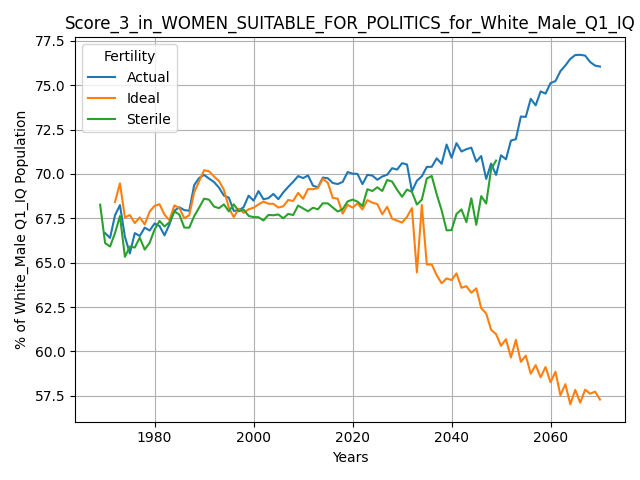 Score_3_in_WOMEN_SUITABLE_FOR_POLITICS_for_White_Male_Q1_IQ
77.5
75.0
72.5
70.0
67.5
65.0
62.5
60.0
57.5
% of White_Male Q1_IQ Population
Fertility
Actual
Ideal
Sterile
1980
2000
2020
2040
2060
Years